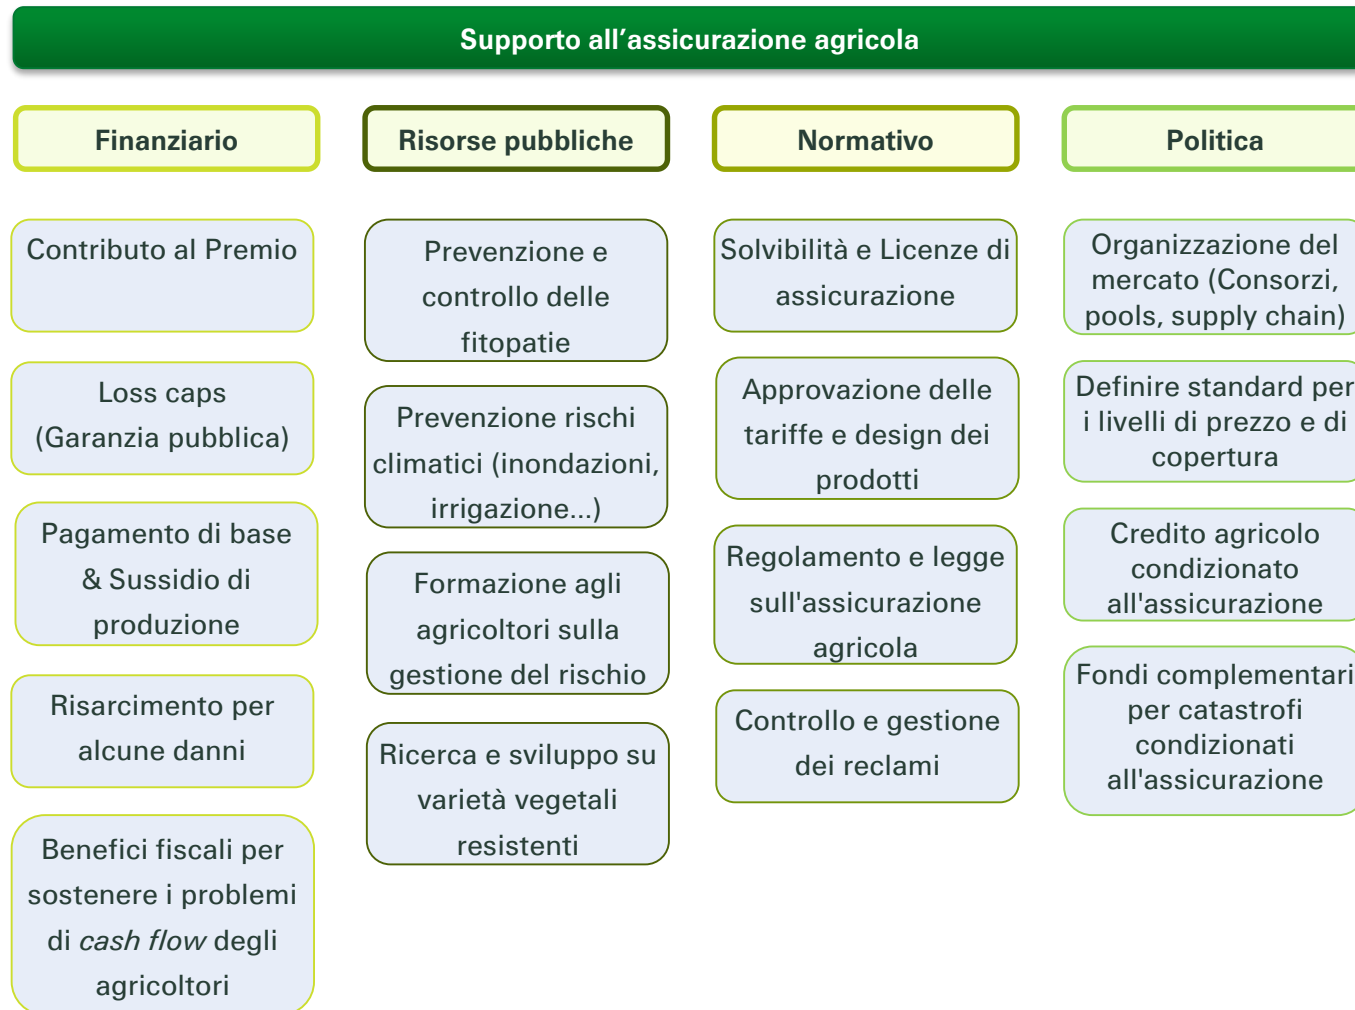 Supporto all’assicurazione agricola
Finanziario
Risorse pubbliche
Normativo
Politica
Contributo al Premio
Loss caps
(Garanzia pubblica)
Pagamento di base
& Sussidio di
produzione
Risarcimento per
alcune danni
Benefici fiscali per
sostenere i problemi
di cash flow degli
agricoltori
Prevenzione e
controllo delle
fitopatie
Prevenzione rischi
climatici (inondazioni,
irrigazione...)
Formazione agli
agricoltori sulla
gestione del rischio
Ricerca e sviluppo su
varietà vegetali
resistenti
Solvibilità e Licenze di
assicurazione
Approvazione delle
tariffe e design dei
prodotti
Regolamento e legge
sull'assicurazione
agricola
Controllo e gestione
dei reclami
Organizzazione del
mercato (Consorzi,
pools, supply chain)
Definire standard per
i livelli di prezzo e di
copertura
Credito agricolo
condizionato
all'assicurazione
Fondi complementari
per catastrofi
condizionati
all'assicurazione